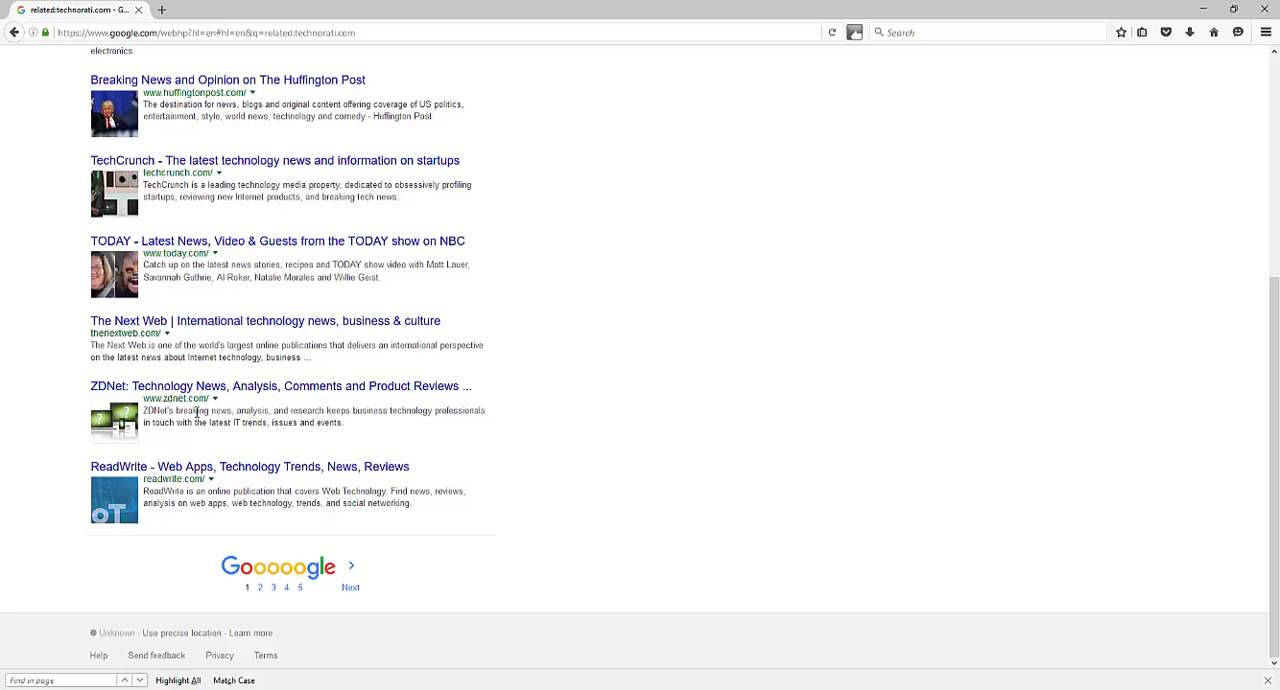 related:technorati.com - G...
https://www.google.com/webhp?hl=en#hl=en&q=related:technorati.com
Search
electronics.
Breaking News and Opinion on The Huffington Post
www.huffingtonpost.com/
The destination for news, blogs and original content offering coverage of US politics,
entertainment, style, world news, technology and comedy - Huffington Post.
TechCrunch - The latest technology news and information on startups
techcrunch.com/
TechCrunch is a leading technology media property, dedicated to obsessively profiling
startups, reviewing new Internet products, and breaking tech news.
TODAY - Latest News, Video & Guests from the TODAY show on NBC
www.today.com/
Catch up on the latest news stories, recipes and TODAY show video with Matt Lauer,
Savannah Guthrie, Al Roker, Natalie Morales and Willie Geist.
The Next Web | International technology news, business & culture
thenextweb.com/
The Next Web is one of the world's largest online publications that delivers an international perspective
on the latest news about Internet technology, business ...
ZDNet: Technology News, Analysis, Comments and Product Reviews ...
www.zdnet.com/
ZDNet's breaking news, analysis, and research keeps business technology professionals
in touch with the latest IT trends, issues and events.
ReadWrite - Web Apps, Technology Trends, News, Reviews
readwrite.com/
ReadWrite is an online publication that covers Web Technology. Find news, reviews,
analysis on web apps, web technology, trends, and social networking.
oT
Gooooogle >
1 2 3 4 5 Next
Unknown - Use precise location - Learn more
Help Send feedback Privacy Terms
Find in page Highlight All Match Case